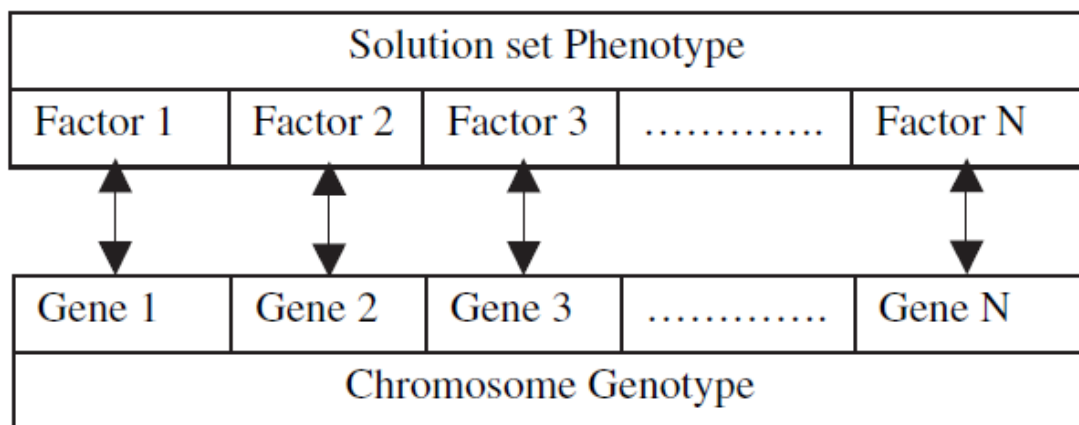 Solution set Phenotype
Factor 1 Factor 2 Factor 3 ............. Factor N
Gene 1 Gene 2 Gene 3 ............. Gene N
Chromosome Genotype